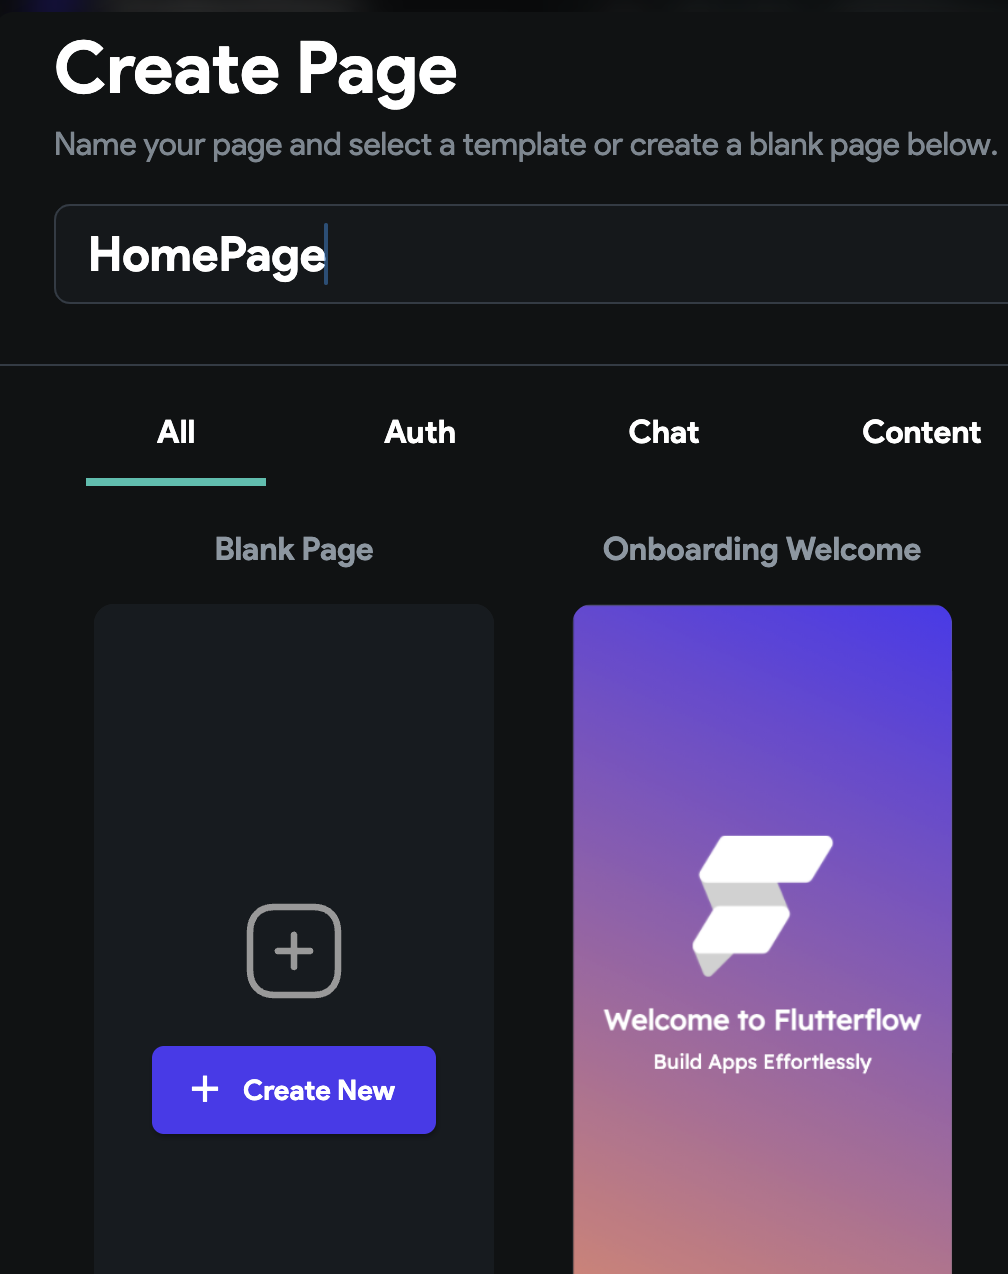 Create Page
Name your page and select a template or create a blank page below.
HomePage
All
Auth
Chat
Content
Blank Page
Onboarding Welcome
Create New
Welcome to Flutterflow
Build Apps Effortlessly